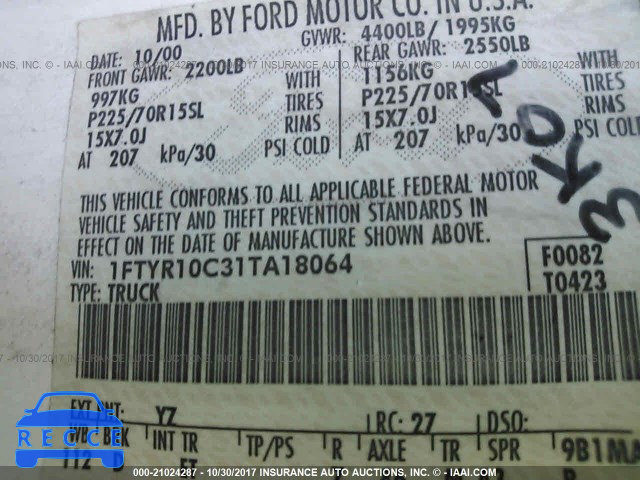 MFD. BY FORD MOTOR CO. IN U.S.A.
DATE: 10/00 GVWR: 4400LB/ 1995KG
FRONT GAWR: 2200LB REAR GAWR: 2550LB
997KG WITH 1156KG WITH
P225/70R15SL TIRES P225/70R15SL TIRES
15X7.0J RIMS 15X7.0J RIMS
AT 207 kPa/30 PSI COLD AT 207 kPa/30 PSI COLD
THIS VEHICLE CONFORMS TO ALL APPLICABLE FEDERAL MOTOR
VEHICLE SAFETY AND THEFT PREVENTION STANDARDS IN
EFFECT ON THE DATE OF MANUFACTURE SHOWN ABOVE.
VIN: 1FTYR10C31TA18064 F0082
TYPE: TRUCK T0423
EXT PNT: YZ RC: 27 DSO:
WB BRK INT TR TP/PS R AXLE TR SPR 9B1MA
112 D
000-21024287 - 10/30/2017 INSURANCE AUTO AUCTIONS, INC. - IAAI.COM